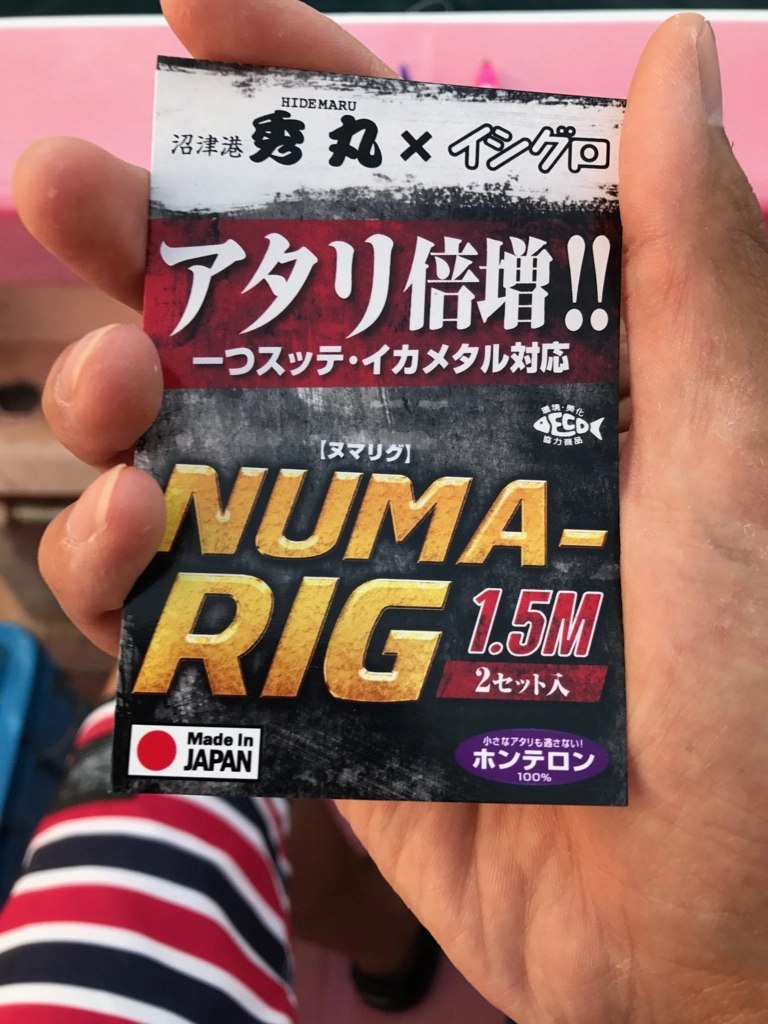 HIDEMARU
沼津港 秀丸×イシグロ
アタリ倍増!!
一つスッテ・イカメタル対応
環境・美化
ECO
協力商品
【ヌマリグ】
NUMA-
RIG
1.5M
2セット入
Made In
JAPAN
小さなアタリも逃さない!
ホンテロン
100%